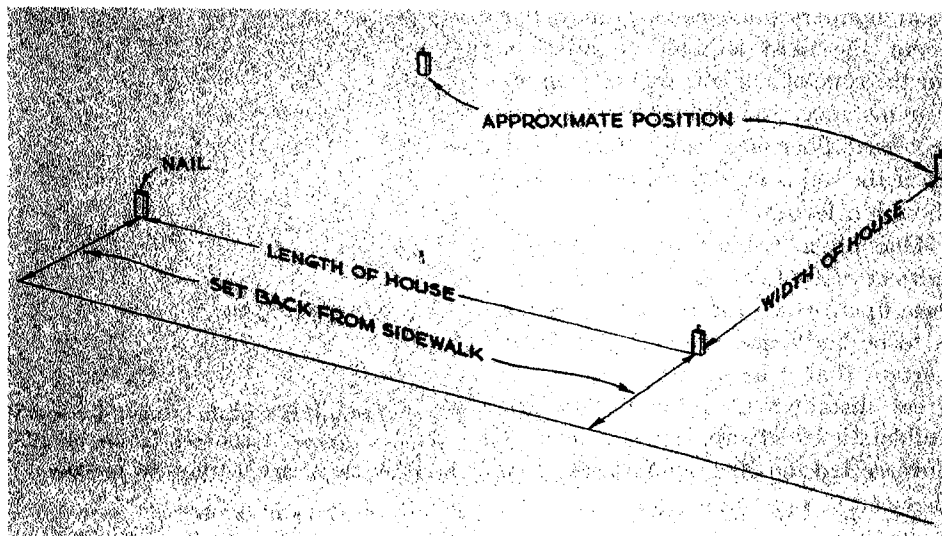 APPROXIMATE POSITION
NAIL
LENGTH OF HOUSE
WIDTH OF HOUSE
SET BACK FROM SIDEWALK